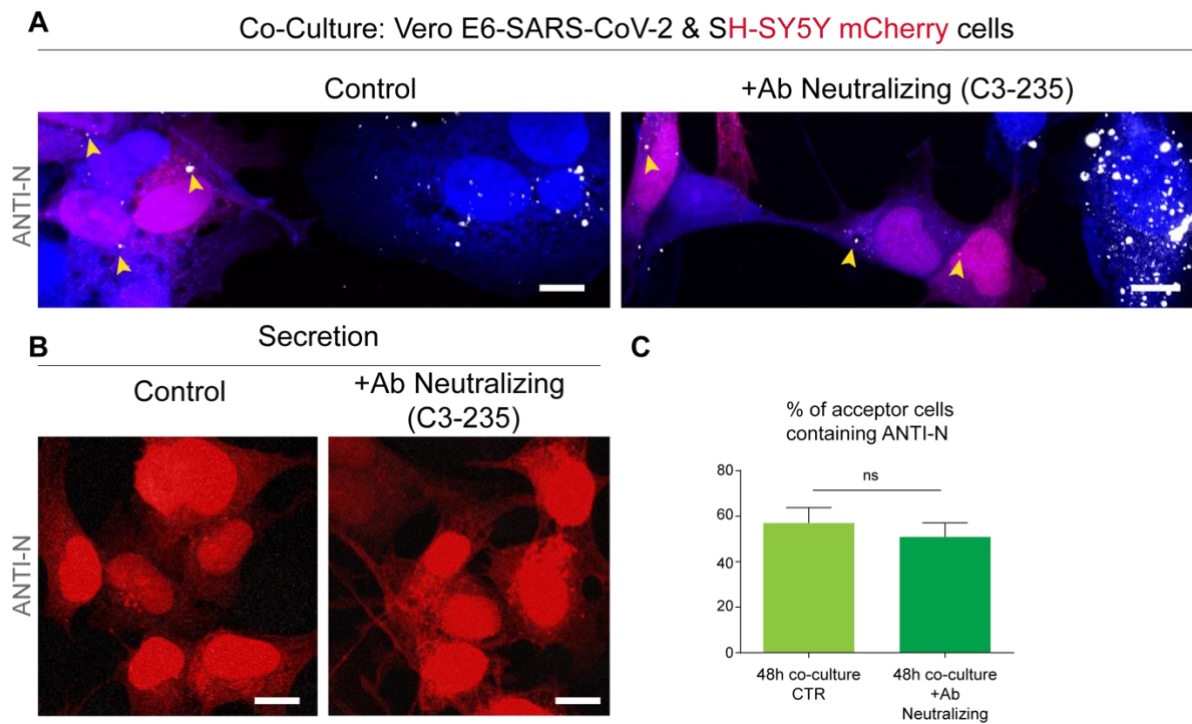 A
Co-Culture: Vero E6-SARS-CoV-2 & SH-SY5Y mCherry cells
Control
+Ab Neutralizing (C3-235)
ANTI-N
B
Secretion
Control
+Ab Neutralizing
(C3-235)
ANTI-N
C
% of acceptor cells
containing ANTI-N
80
60
40
20
0
ns
48h co-culture
CTR
48h co-culture
+Ab
Neutralizing